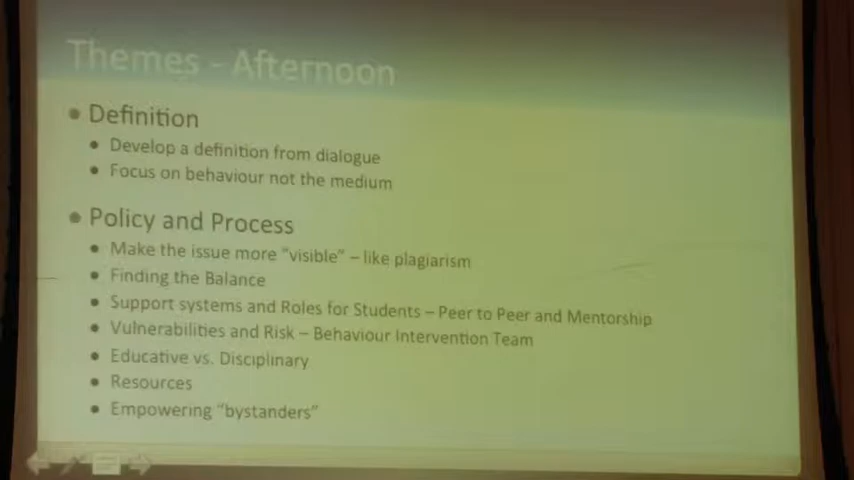 Themes - Afternoon
• Definition
• Develop a definition from dialogue
• Focus on behaviour not the medium
• Policy and Process
• Make the issue more "visible" – like plagiarism
• Finding the Balance
• Support systems and Roles for Students – Peer to Peer and Mentorship
• Vulnerabilities and Risk – Behaviour Intervention Team
• Educative vs. Disciplinary
• Resources
• Empowering "bystanders"